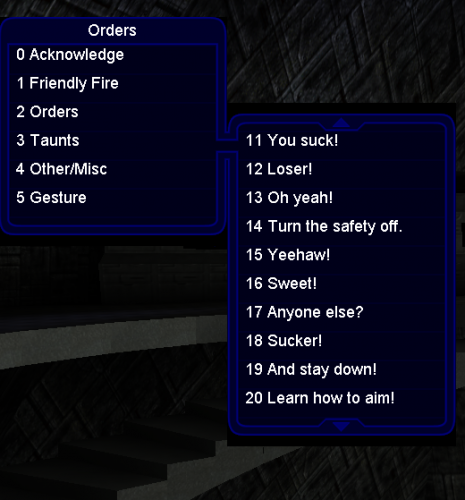 Orders
0 Acknowledge
1 Friendly Fire
2 Orders
3 Taunts
4 Other/Misc
5 Gesture
11 You suck!
12 Loser!
13 Oh yeah!
14 Turn the safety off.
15 Yeehaw!
16 Sweet!
17 Anyone else?
18 Sucker!
19 And stay down!
20 Learn how to aim!